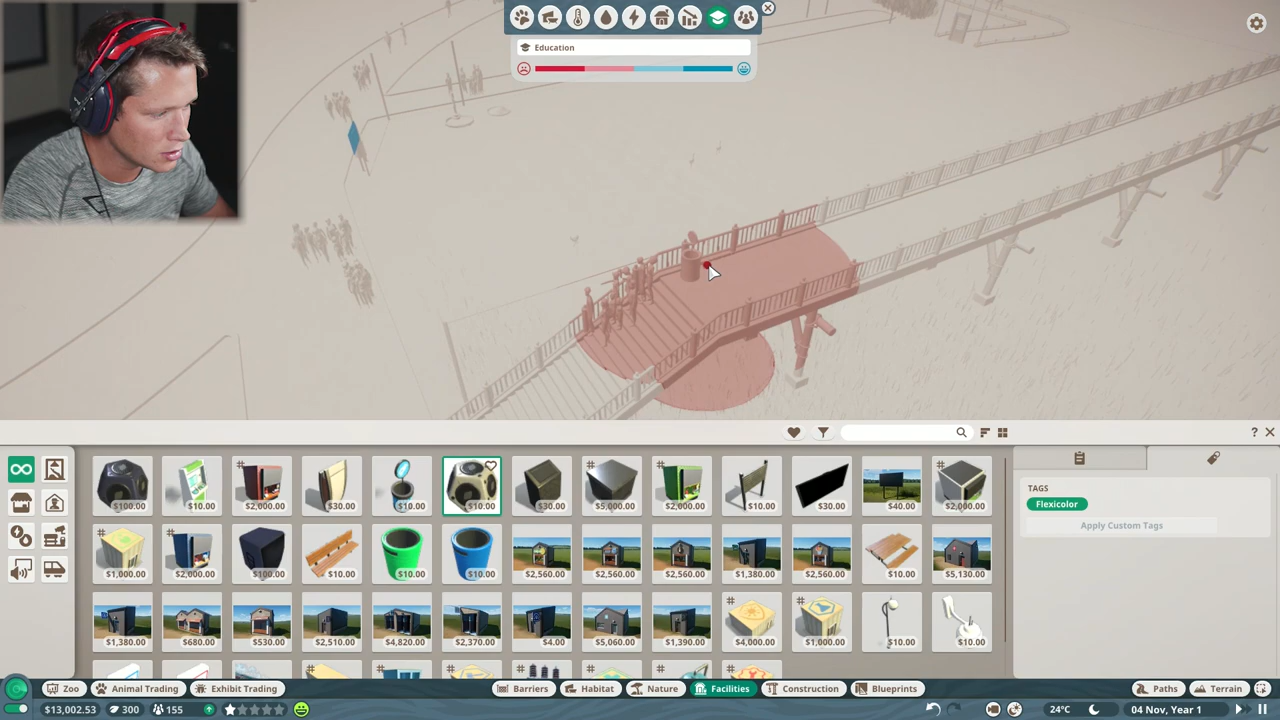 Education
?
$100.00
$10.00
$2,000.00
$30.00
$10.00
$10.00
$30.00
$5,000.00
$2,000.00
$10.00
$30.00
$40.00
$2,000.00
TAGS
Flexicolor
Apply Custom Tags
$1,000.00
$2,000.00
$100.00
$10.00
$10.00
$10.00
$2,560.00
$2,560.00
$2,560.00
$1,380.00
$2,560.00
$10.00
$5,130.00
$1,380.00
$680.00
$530.00
$2,510.00
$4,820.00
$2,370.00
$4.00
$5,060.00
$1,390.00
$4,000.00
$1,000.00
$10.00
$10.00
Zoo
Animal Trading
Exhibit Trading
Barriers
Habitat
Nature
Facilities
Construction
Blueprints
Paths
Terrain
$13,002.53
300
155
24°C
04 Nov, Year 1